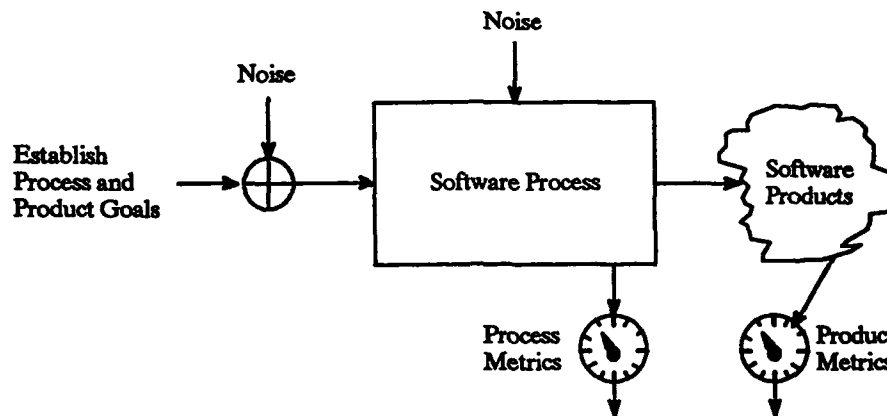 Noise
Noise
Establish
Process and
Product Goals
Software Process
Software
Products
Process
Metrics
Produc
Metrics